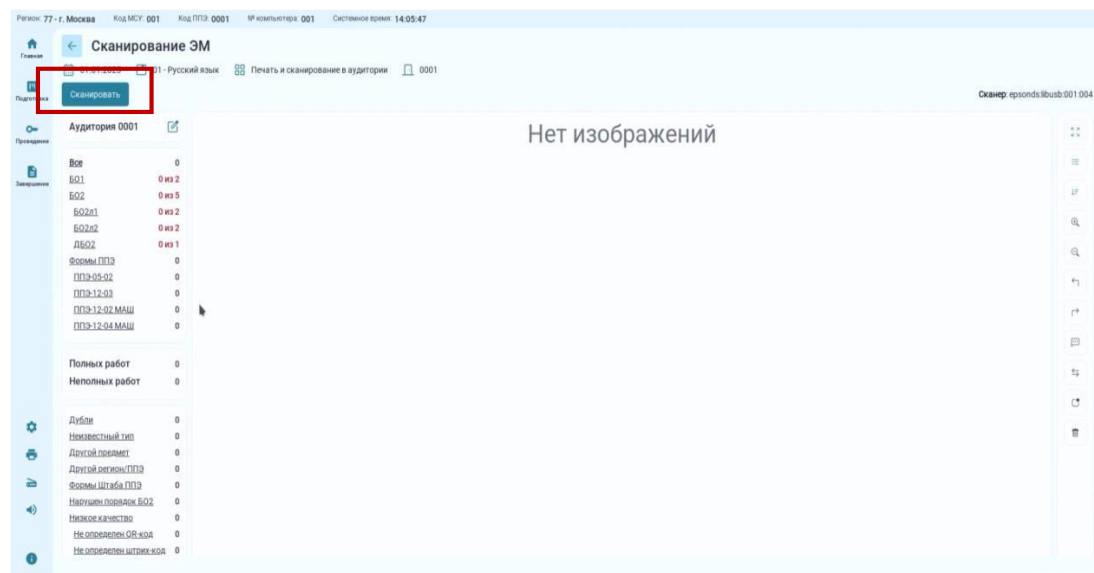 Регион: 77 - г. Москва Код МСУ: 001 Код ППЭ: 0001 № компьютера: 001 Системное время: 14:05:47
Главная
Сканирование ЭМ
01 - Русский язык Печать и сканирование в аудитории 0001
Подготовка
Сканировать
Сканер: epsonds:libusb:001:004
Проведение
Аудитория 0001
Нет изображений
Завершение
Все 0
БО1 0 из 2
БО2 0 из 5
БО2л1 0 из 2
БО2л2 0 из 2
ДБО2 0 из 1
Формы ППЭ 0
ППЭ-05-02 0
ППЭ-12-03 0
ППЭ-12-02 МАШ 0
ППЭ-12-04 МАШ 0
Полных работ 0
Неполных работ 0
Дубли 0
Неизвестный тип 0
Другой предмет 0
Другой регион/ППЭ 0
Формы Штаба ППЭ 0
Нарушен порядок БО2 0
Низкое качество 0
Не определен QR-код 0
Не определен штрих-код 0